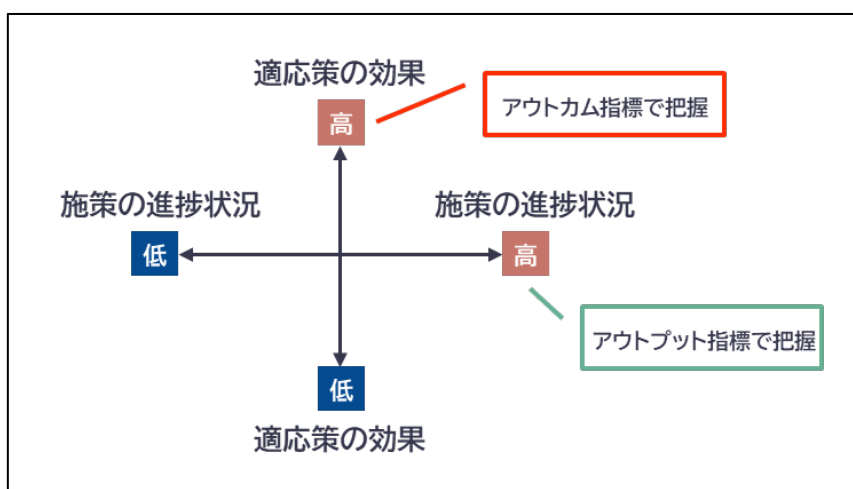 適応策の効果
高
アウトカム指標で把握
施策の進捗状況
低
施策の進捗状況
高
アウトプット指標で把握
低
適応策の効果